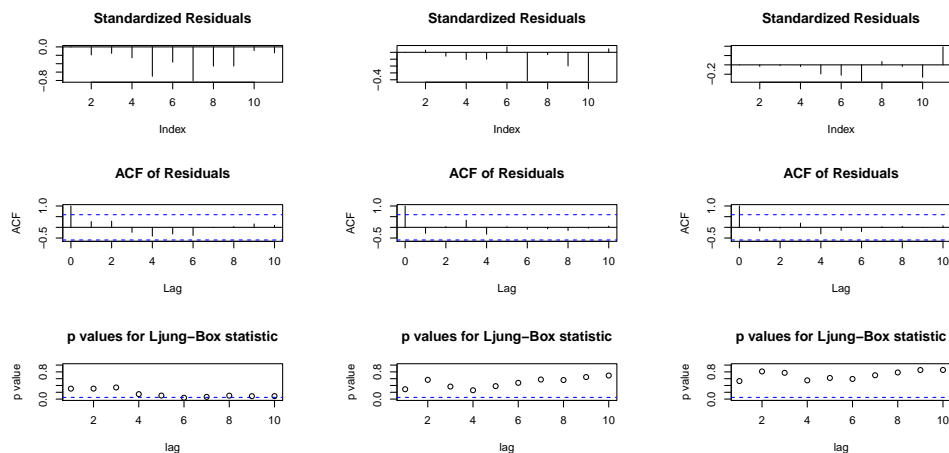 Standardized Residuals
0.0
−0.8
2 4 6 8 10
Index
ACF of Residuals
ACF
1.0
−0.5
0 2 4 6 8 10
Lag
p values for Ljung−Box statistic
p value
0.8
0.0
2 4 6 8 10
lag
Standardized Residuals
−0.4
2 4 6 8 10
Index
ACF of Residuals
ACF
1.0
−0.5
0 2 4 6 8 10
Lag
p values for Ljung−Box statistic
p value
0.8
0.0
2 4 6 8 10
lag
Standardized Residuals
−0.2
2 4 6 8 10
Index
ACF of Residuals
ACF
1.0
−0.5
0 2 4 6 8 10
Lag
p values for Ljung−Box statistic
p value
0.8
0.0
2 4 6 8 10
lag